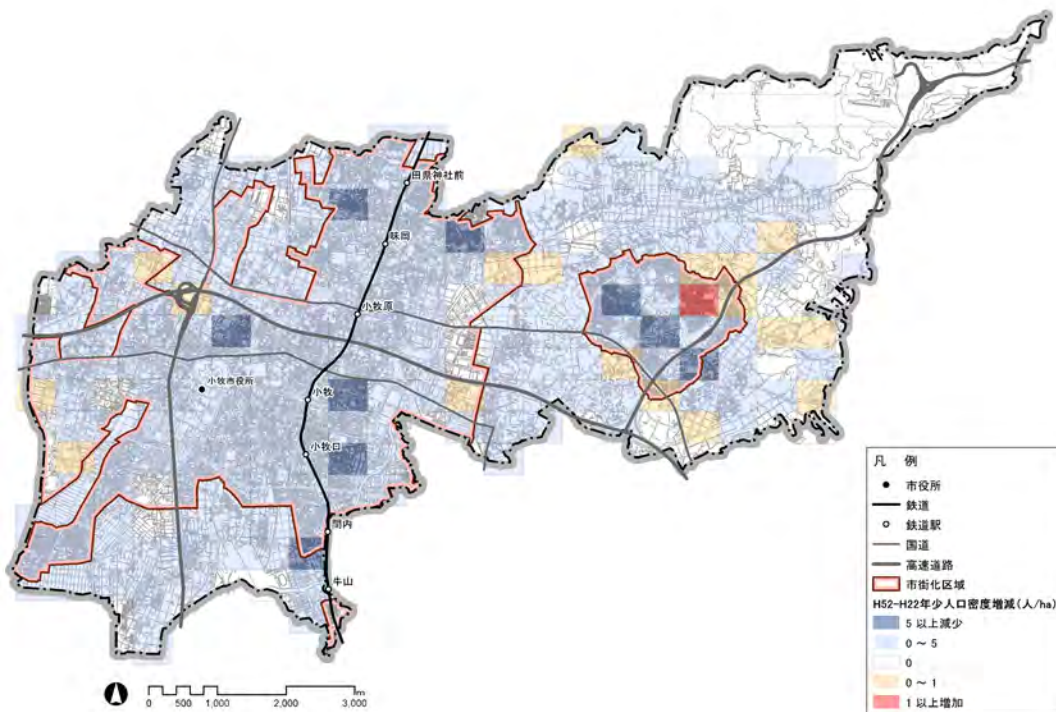 田県神社前
味岡
小牧原
小牧市役所
小牧
小牧口
間内
牛山
0 500 1,000 2,000 3,000 m
凡 例
市役所
鉄道
鉄道駅
国道
高速道路
市街化区域
H52-H22年少人口密度増減(人/ha)
5 以上減少
0 ～ 5
0
0 ～ 1
1 以上増加